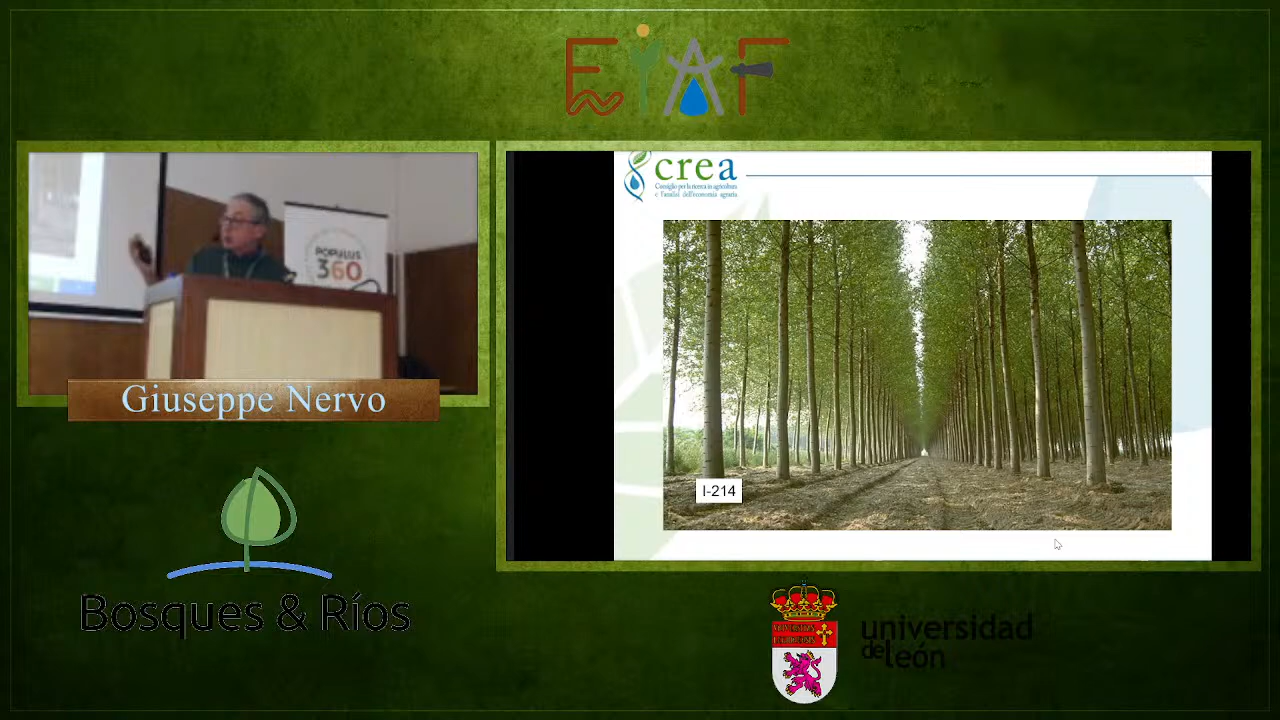 EIAF
crea
Consiglio per la ricerca in agricoltura
e l'analisi dell'economia agraria
POPULUS
360
Giuseppe Nervo
I-214
Bosques & Ríos
universidad
de león